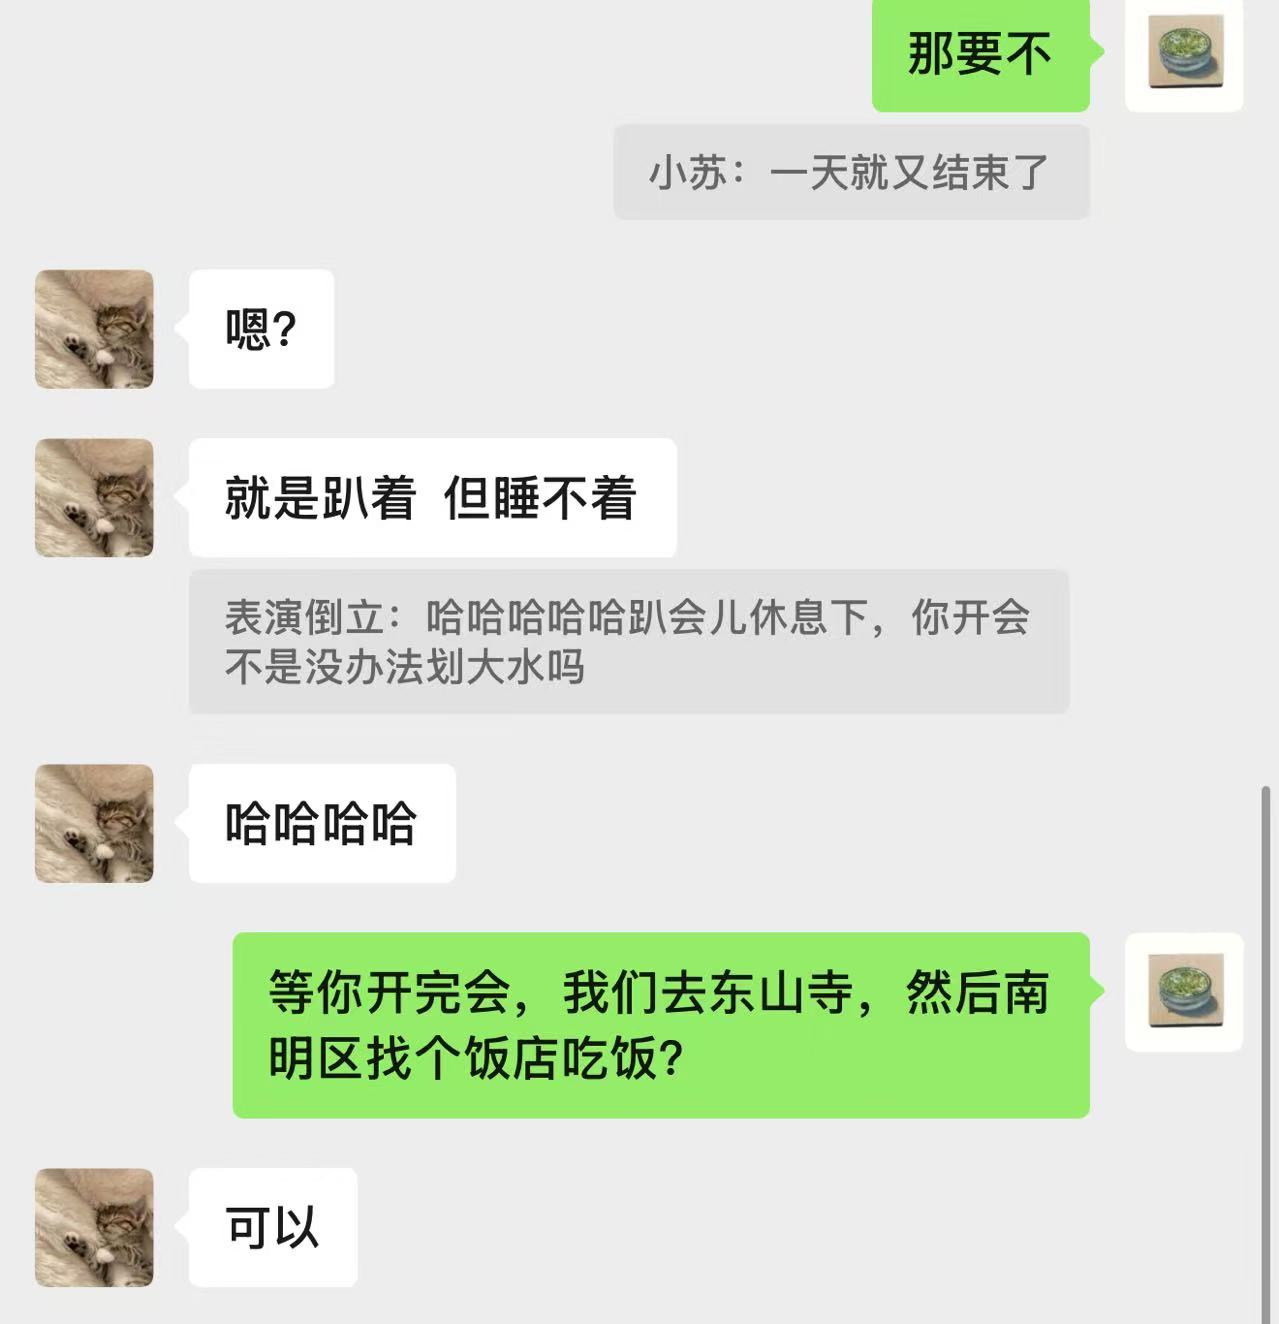 那要不
小苏：一天就又结束了
嗯？
就是趴着 但睡不着
表演倒立：哈哈哈哈哈趴会儿休息下，你开会
不是没办法划大水吗
哈哈哈哈
等你开完会，我们去东山寺，然后南
明区找个饭店吃饭？
可以